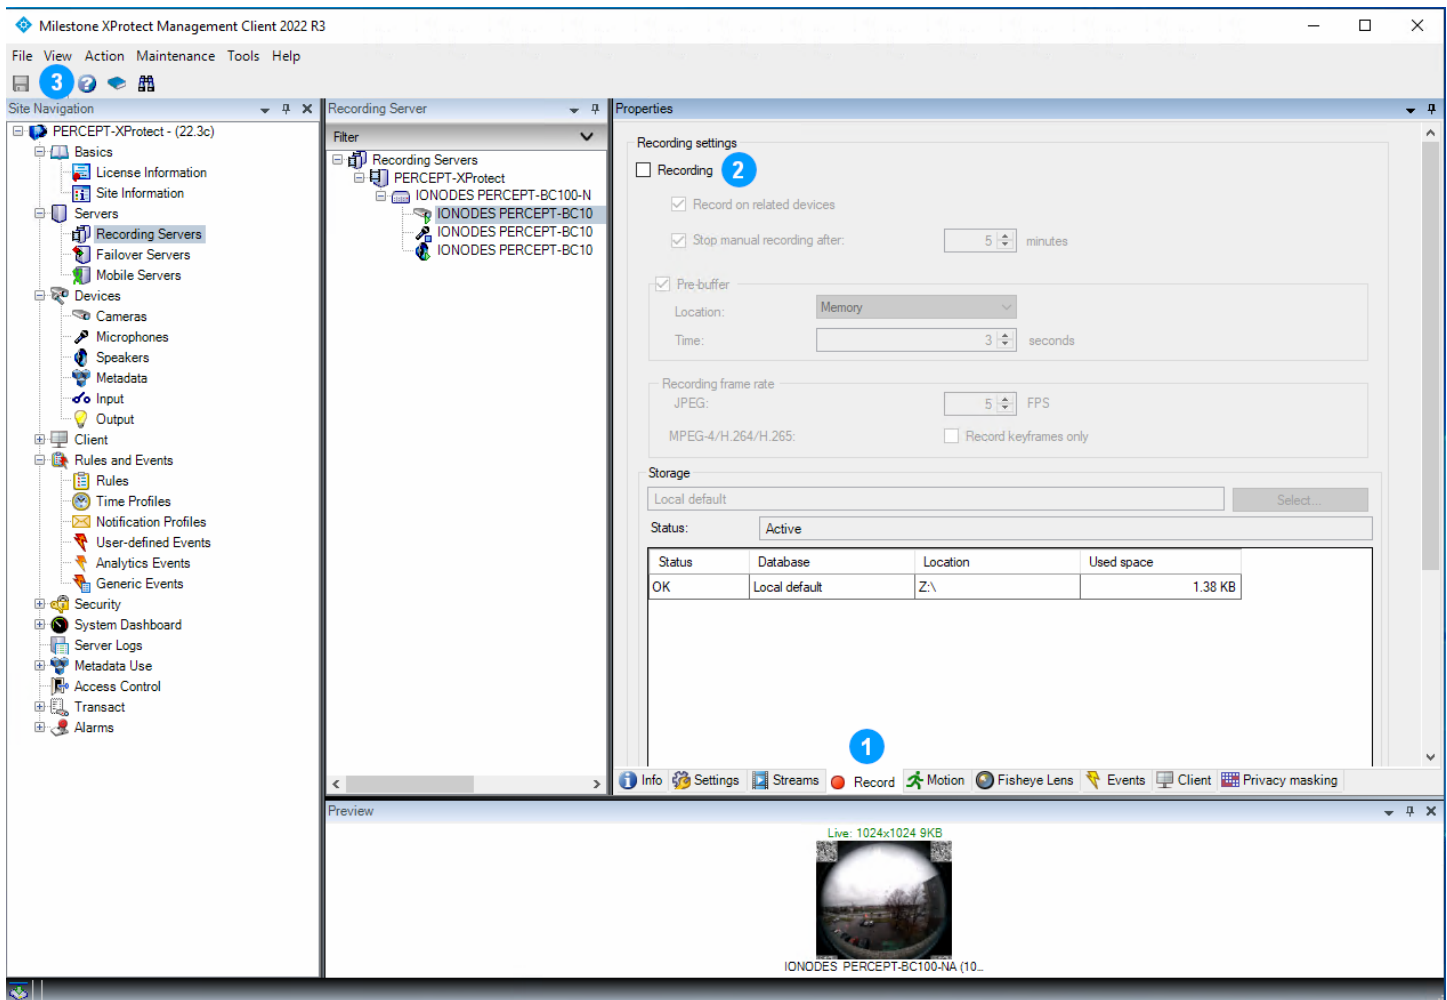 Milestone XProtect Management Client 2022 R3
File View Action Maintenance Tools Help
3
Site Navigation
PERCEPT-XProtect - (22.3c)
Basics
License Information
Site Information
Servers
Recording Servers
Failover Servers
Mobile Servers
Devices
Cameras
Microphones
Speakers
Metadata
Input
Output
Client
Rules and Events
Rules
Time Profiles
Notification Profiles
User-defined Events
Analytics Events
Generic Events
Security
System Dashboard
Server Logs
Metadata Use
Access Control
Transact
Alarms
Recording Server
Filter
Recording Servers
PERCEPT-XProtect
IONODES PERCEPT-BC100-N
IONODES PERCEPT-BC10
IONODES PERCEPT-BC10
IONODES PERCEPT-BC10
Properties
Recording settings
Recording 2
Record on related devices
Stop manual recording after: 5 minutes
Pre-buffer
Location: Memory
Time: 3 seconds
Recording frame rate
JPEG: 5 FPS
MPEG-4/H.264/H.265: Record keyframes only
Storage
Local default Select...
Status: Active
Status Database Location Used space
OK Local default Z:\ 1.38 KB
1
Info Settings Streams Record Motion Fisheye Lens Events Client Privacy masking
Preview
Live: 1024x1024 9KB
IONODES PERCEPT-BC100-NA (10...